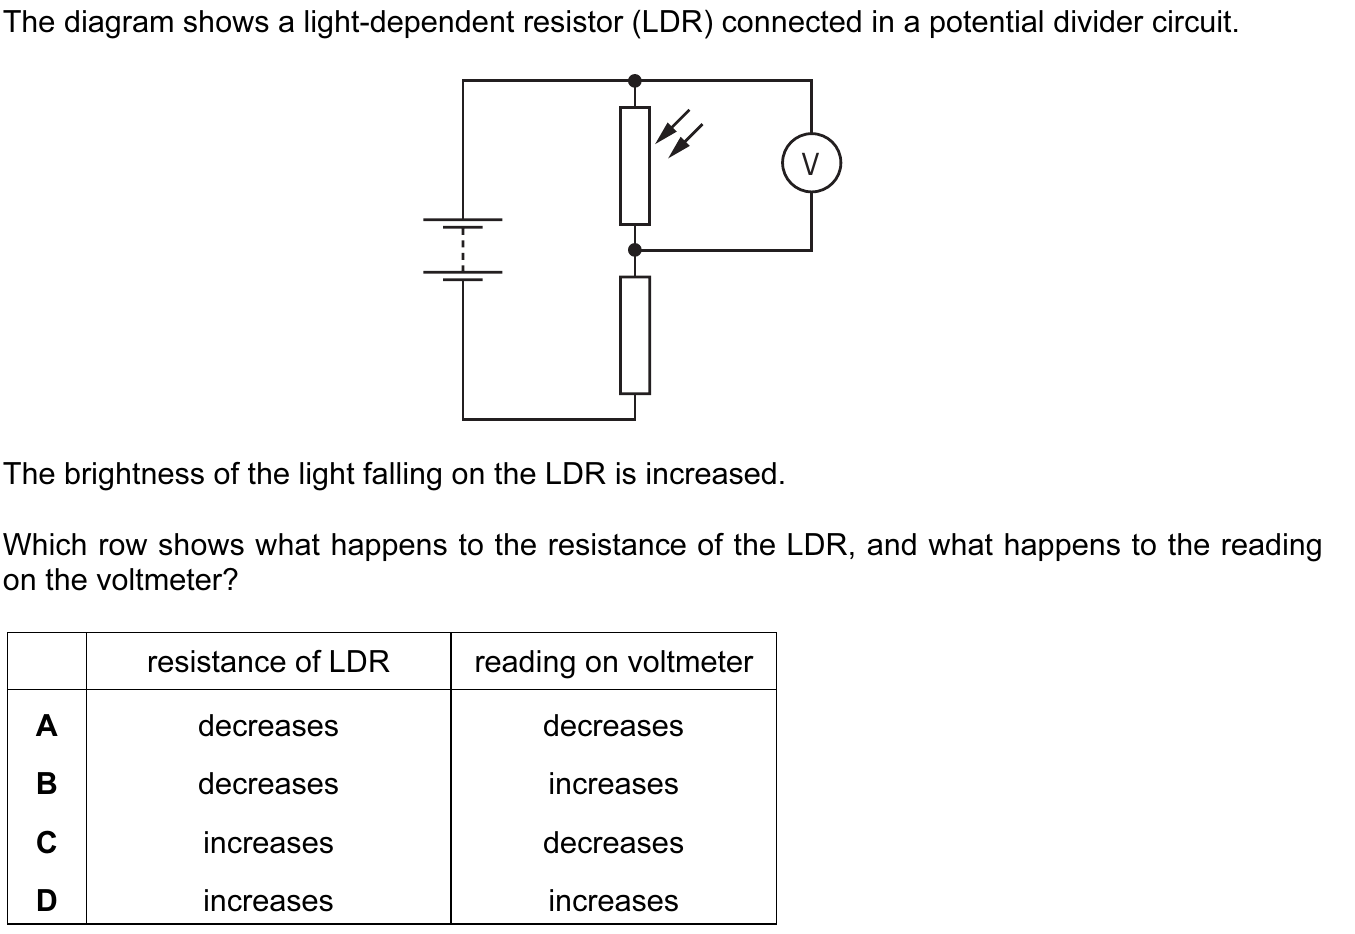 The diagram shows a light-dependent resistor (LDR) connected in a potential divider circuit.
V
The brightness of the light falling on the LDR is increased.
Which row shows what happens to the resistance of the LDR, and what happens to the reading
on the voltmeter?
resistance of LDR reading on voltmeter
A decreases decreases
B decreases increases
C increases decreases
D increases increases